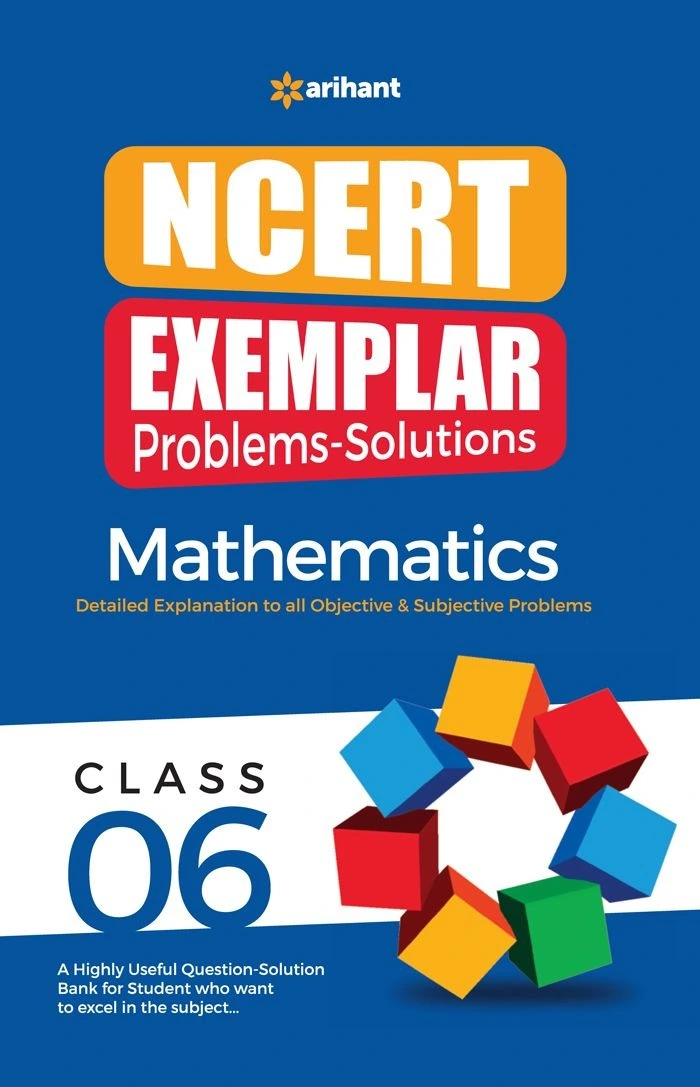 arihant
NCERT
EXEMPLAR
Problems-Solutions
Mathematics
Detailed Explanation to all Objective & Subjective Problems
CLASS
06
A Highly Useful Question-Solution
Bank for Student who want
to excel in the subject...